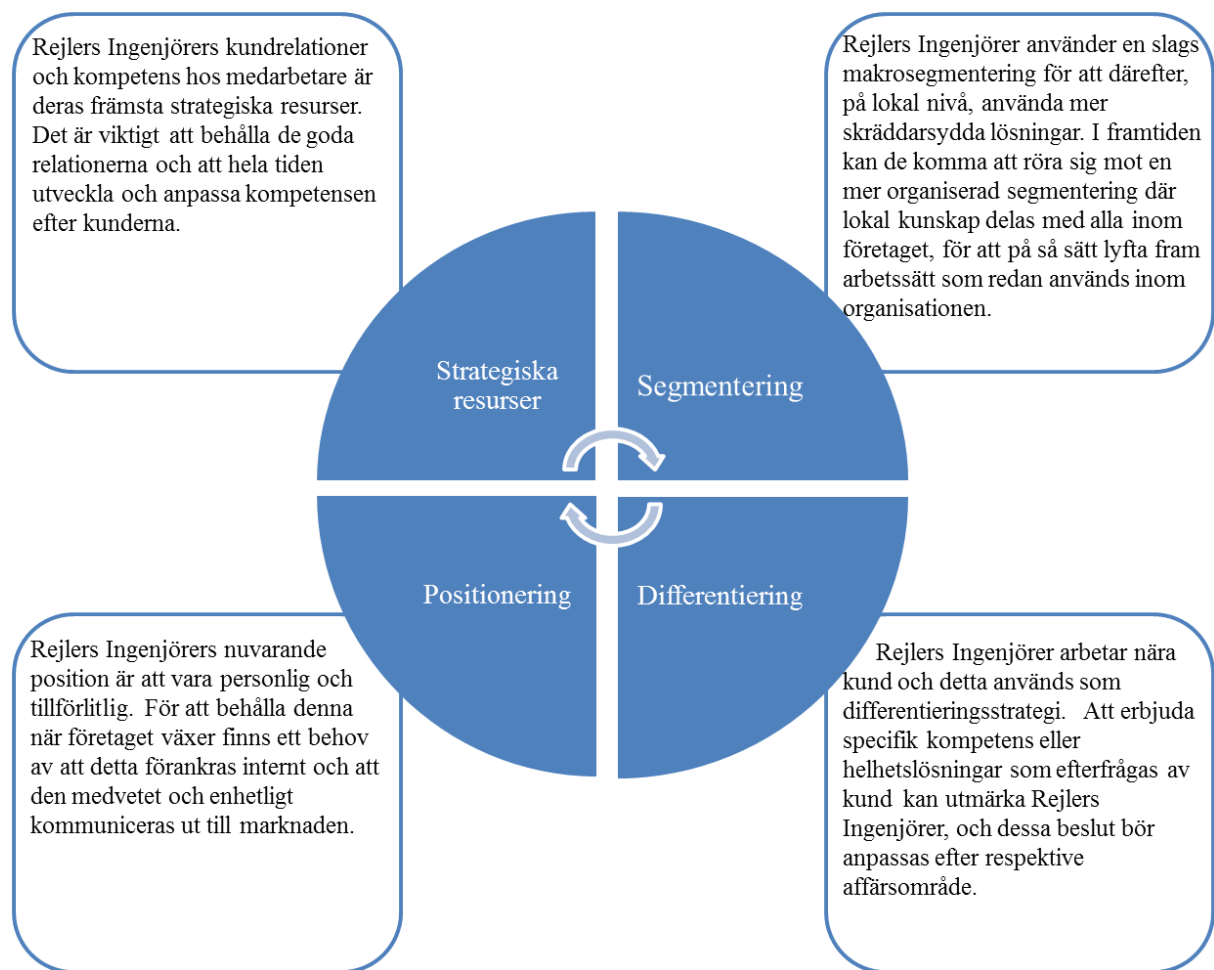 Rejlers Ingenjörers kundrelationer
och kompetens hos medarbetare är
deras främsta strategiska resurser.
Det är viktigt att behålla de goda
relationerna och att hela tiden
utveckla och anpassa kompetensen
efter kunderna.
Rejlers Ingenjörer använder en slags
makrosegmentering för att därefter,
på lokal nivå, använda mer
skräddarsydda lösningar. I framtiden
kan de komma att röra sig mot en
mer organiserad segmentering där
lokal kunskap delas med alla inom
företaget, för att på så sätt lyfta fram
arbetssätt som redan används inom
organisationen.
Strategiska
resurser
Segmentering
Positionering
Differentiering
Rejlers Ingenjörers nuvarande
position är att vara personlig och
tillförlitlig. För att behålla denna
när företaget växer finns ett behov
av att detta förankras internt och att
den medvetet och enhetligt
kommuniceras ut till marknaden.
Rejlers Ingenjörer arbetar nära
kund och detta används som
differentieringsstrategi. Att erbjuda
specifik kompetens eller
helhetslösningar som efterfrågas av
kund kan utmärka Rejlers
Ingenjörer, och dessa beslut bör
anpassas efter respektive
affärsområde.